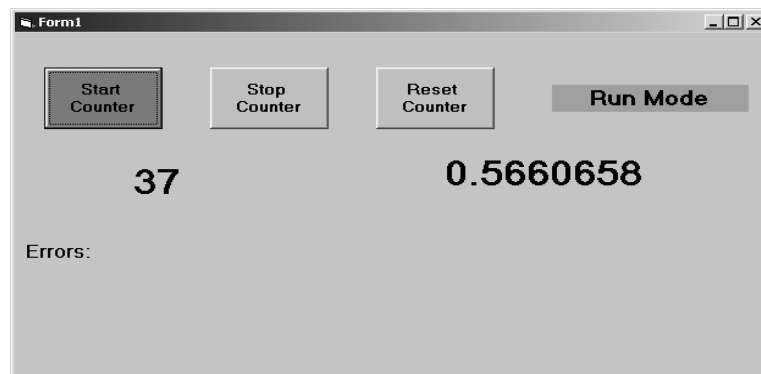 Form1
Start
Counter
Stop
Counter
Reset
Counter
Run Mode
37
0.5660658
Errors: